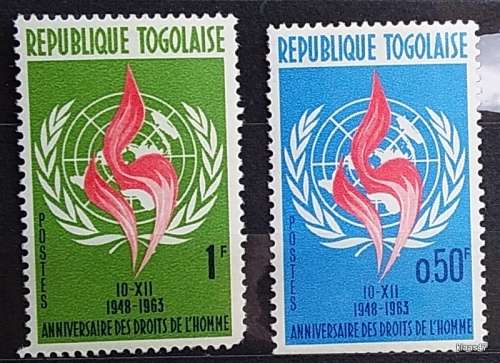 REPUBLIQUE TOGOLAISE
POSTES
1F
10-XII
1948-1963
ANNIVERSAIRE DES DROITS DE L'HOMME
REPUBLIQUE TOGOLAISE
POSTES
0.50F
10-XII
1948-1963
ANNIVERSAIRE DES DROITS DE L'HOMME